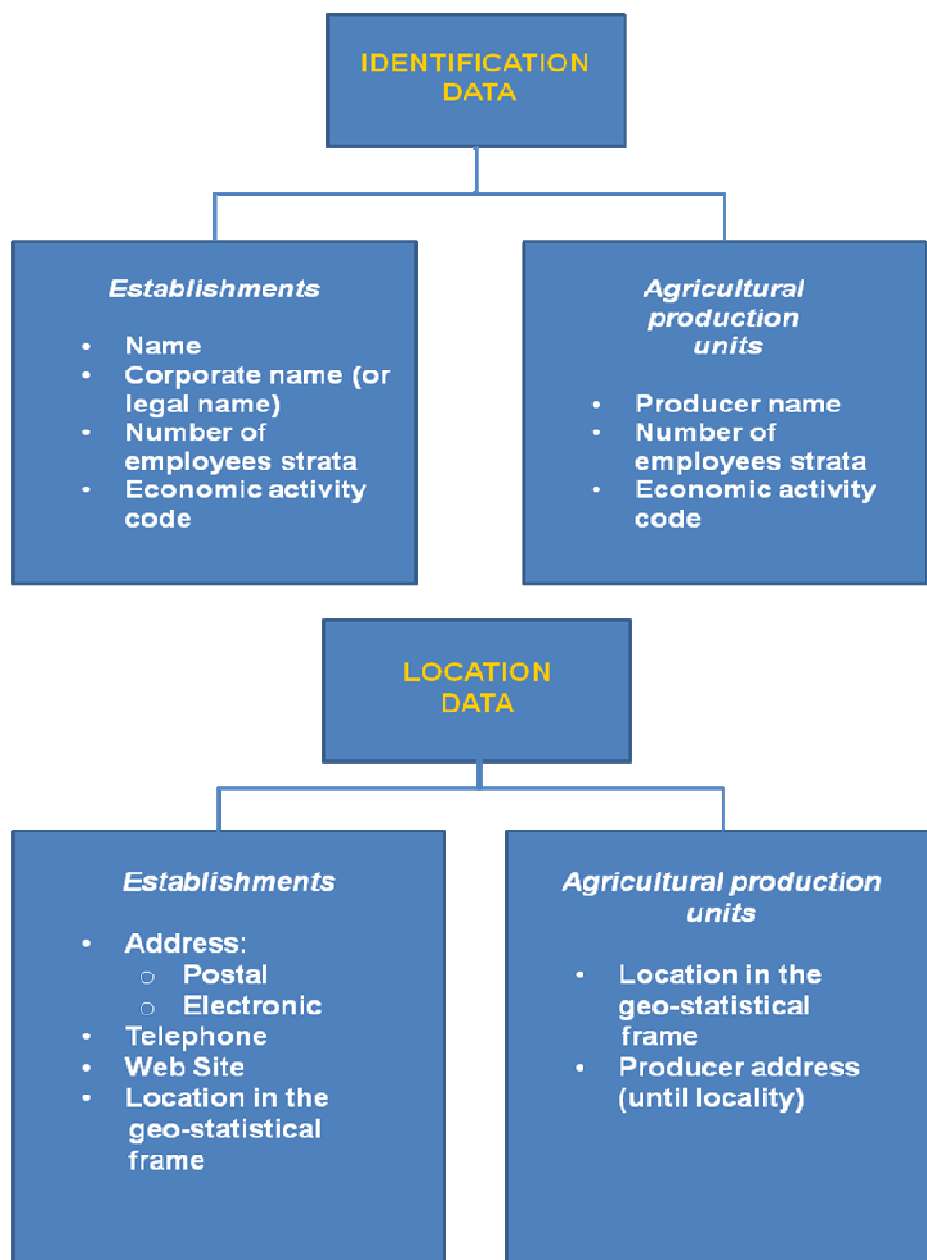 IDENTIFICATION
DATA
Establishments
• Name
• Corporate name (or
legal name)
• Number of
employees strata
• Economic activity
code
Agricultural
production
units
• Producer name
• Number of
employees strata
• Economic activity
code
LOCATION
DATA
Establishments
• Address:
o Postal
o Electronic
• Telephone
• Web Site
• Location in the
geo-statistical
frame
Agricultural production
units
• Location in the
geo-statistical
frame
• Producer address
(until locality)